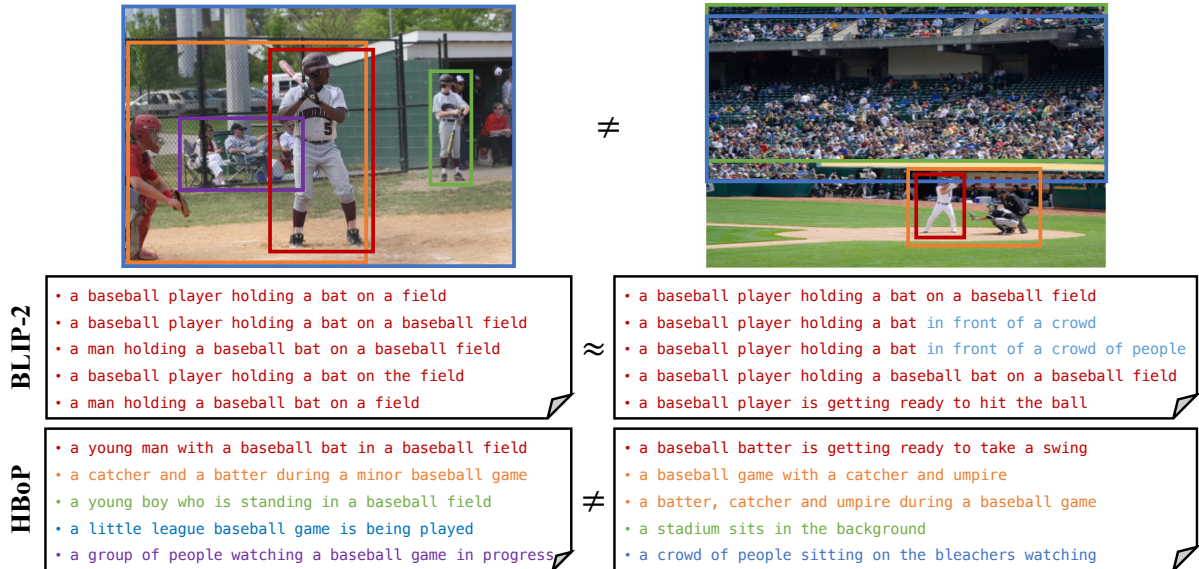 5
≠
BLIP-2
• a baseball player holding a bat on a field
• a baseball player holding a bat on a baseball field
• a man holding a baseball bat on a baseball field
• a baseball player holding a bat on the field
• a man holding a baseball bat on a field
≈
• a baseball player holding a bat on a baseball field
• a baseball player holding a bat in front of a crowd
• a baseball player holding a bat in front of a crowd of people
• a baseball player holding a baseball bat on a baseball field
• a baseball player is getting ready to hit the ball
HBoP
• a young man with a baseball bat in a baseball field
• a catcher and a batter during a minor baseball game
• a young boy who is standing in a baseball field
• a little league baseball game is being played
• a group of people watching a baseball game in progress
≠
• a baseball batter is getting ready to take a swing
• a baseball game with a catcher and umpire
• a batter, catcher and umpire during a baseball game
• a stadium sits in the background
• a crowd of people sitting on the bleachers watching